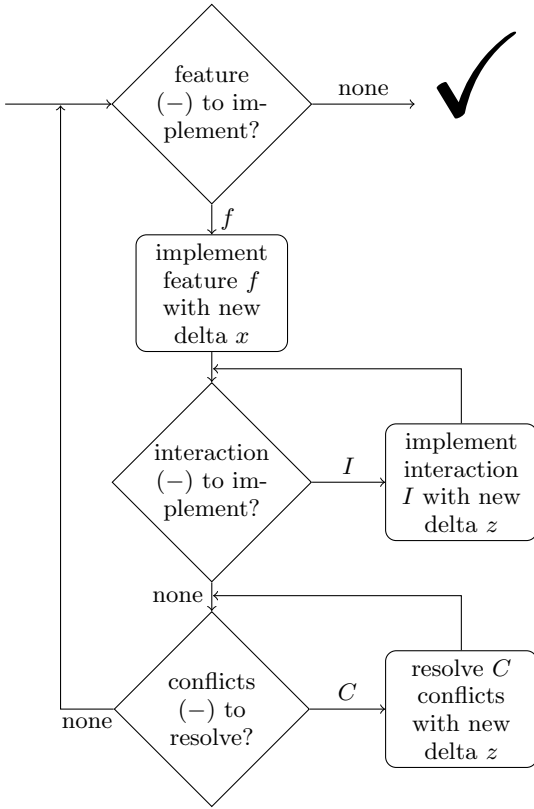 feature
(−) to im-
plement?
none
f
implement
feature f
with new
delta x
interaction
(−) to im-
plement?
I
implement
interaction
I with new
delta z
none
conflicts
(−) to
resolve?
C
resolve C
conflicts
with new
delta z
none